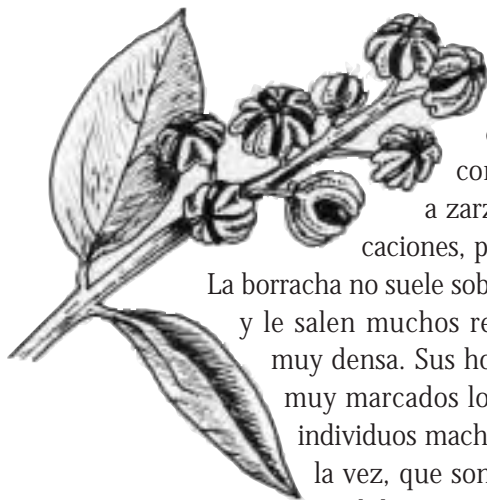 a zarz
caciones, p
La borracha no suele sob
y le salen muchos re
muy densa. Sus ho
muy marcados lo
individuos mach
la vez, que son